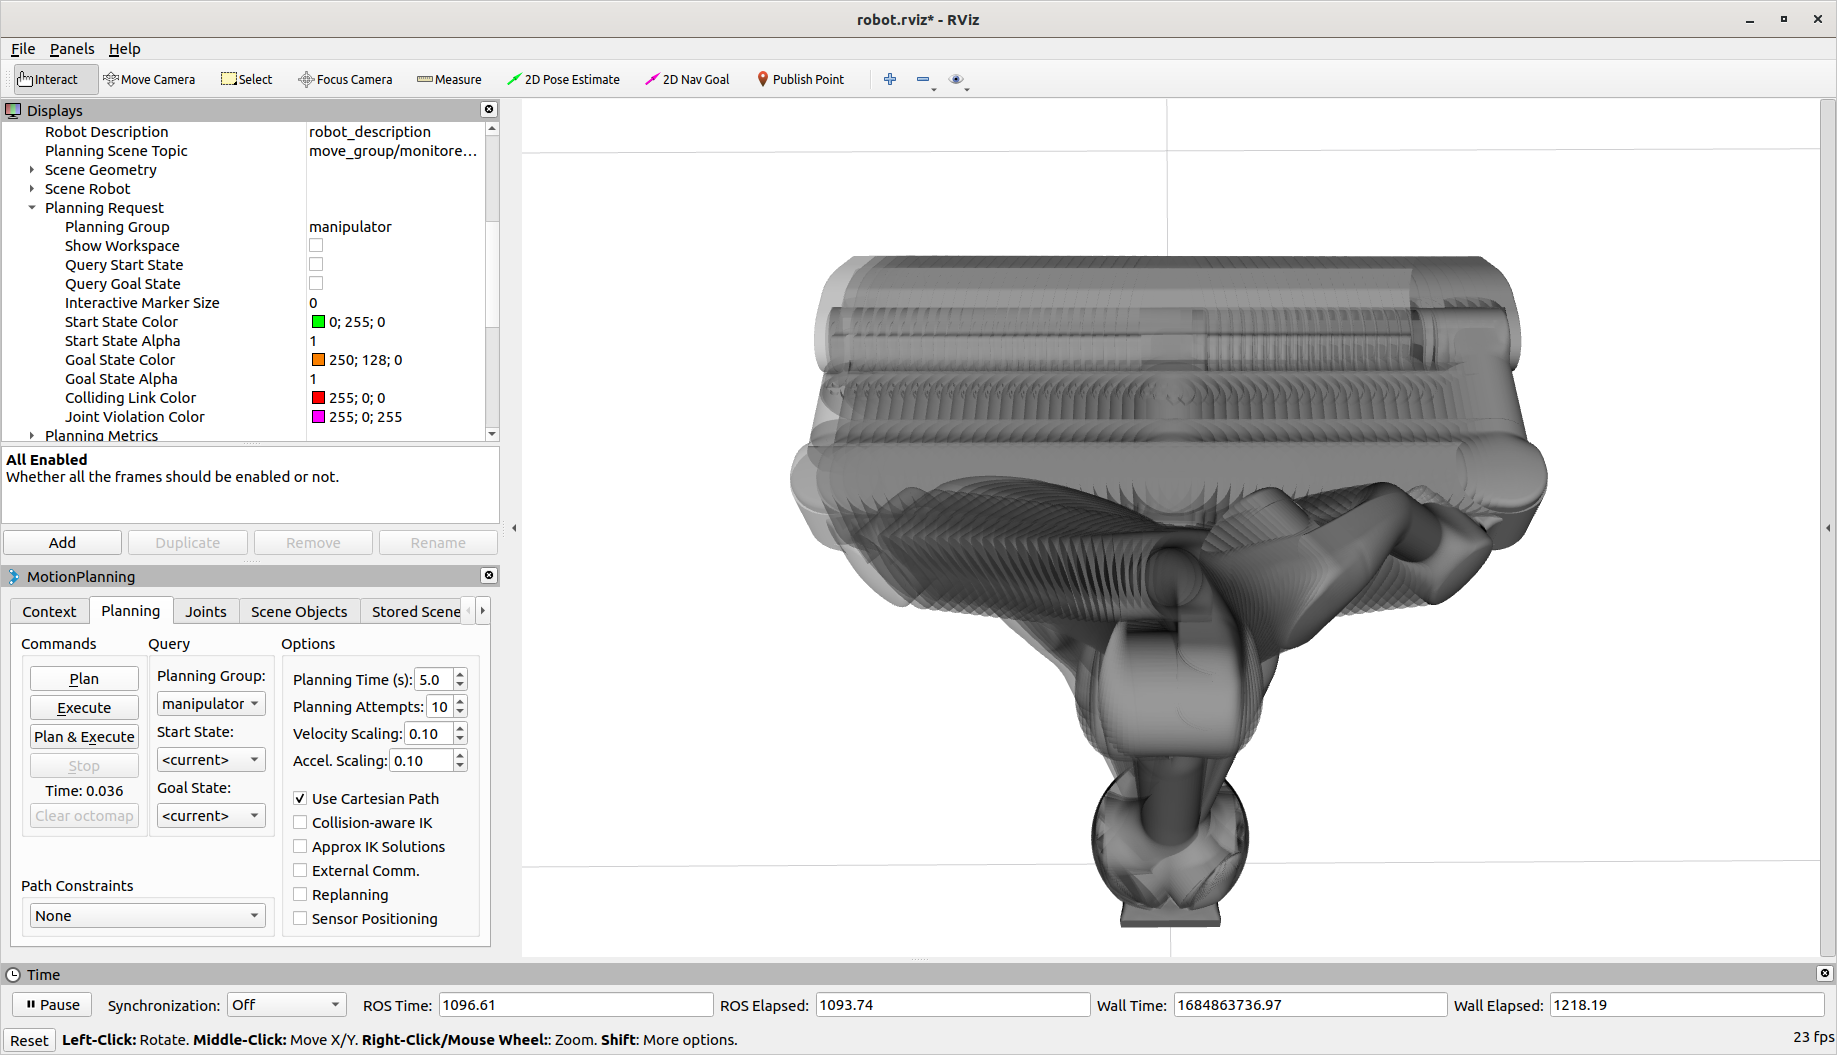 robot.rviz* - RViz
File Panels Help
Interact Move Camera Select Focus Camera Measure 2D Pose Estimate 2D Nav Goal Publish Point
Displays
Robot Description robot_description
Planning Scene Topic move_group/monitore...
Scene Geometry
Scene Robot
Planning Request
Planning Group manipulator
Show Workspace
Query Start State
Query Goal State
Interactive Marker Size 0
Start State Color 0; 255; 0
Start State Alpha 1
Goal State Color 250; 128; 0
Goal State Alpha 1
Colliding Link Color 255; 0; 0
Joint Violation Color 255; 0; 255
Planning Metrics
All Enabled
Whether all the frames should be enabled or not.
Add Duplicate Remove Rename
MotionPlanning
Context Planning Joints Scene Objects Stored Scene
Commands Query Options
Plan
Execute
Plan & Execute
Stop
Time: 0.036
Clear octomap
Planning Group:
manipulator
Start State:
<current>
Goal State:
<current>
Path Constraints
None
Planning Time (s): 5.0
Planning Attempts: 10
Velocity Scaling: 0.10
Accel. Scaling: 0.10
Use Cartesian Path
Collision-aware IK
Approx IK Solutions
External Comm.
Replanning
Sensor Positioning
Time
Pause Synchronization: Off ROS Time: 1096.61 ROS Elapsed: 1093.74 Wall Time: 1684863736.97 Wall Elapsed: 1218.19
Reset Left-Click: Rotate. Middle-Click: Move X/Y. Right-Click/Mouse Wheel:: Zoom. Shift: More options. 23 fps